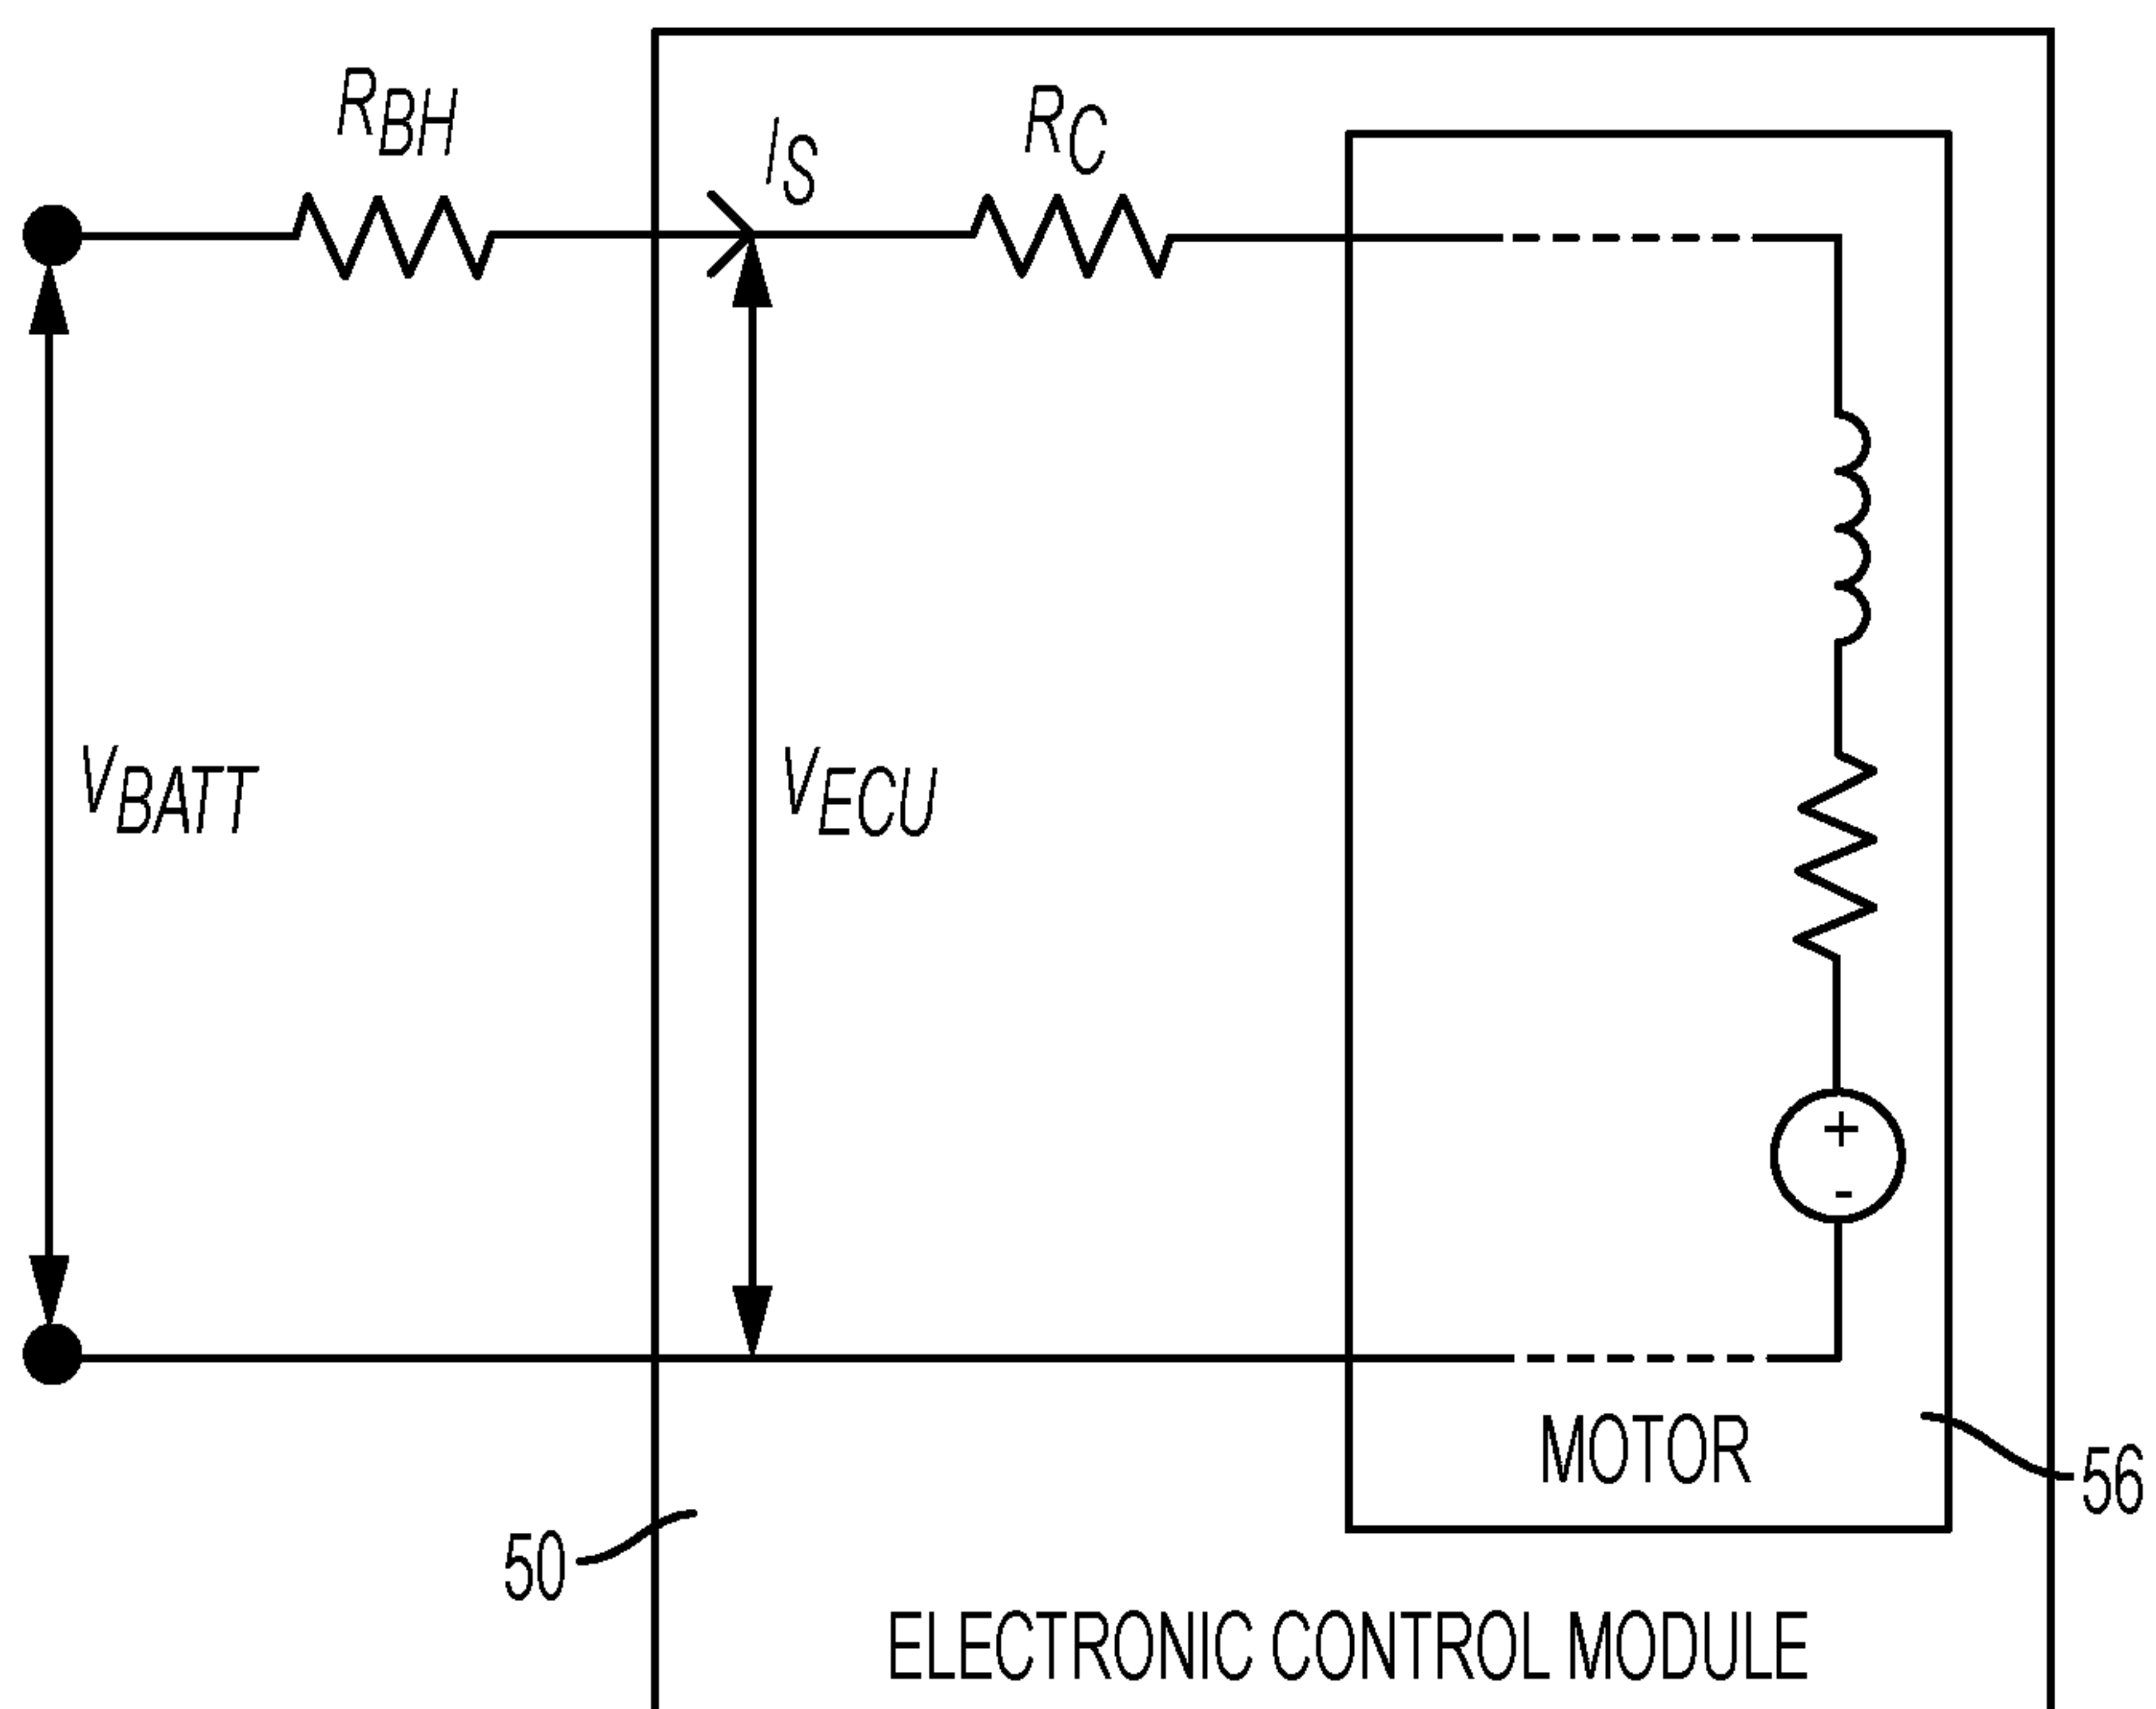 RBH
IS
RC
VBATT
VECU
+
-
MOTOR
56
50
ELECTRONIC CONTROL MODULE